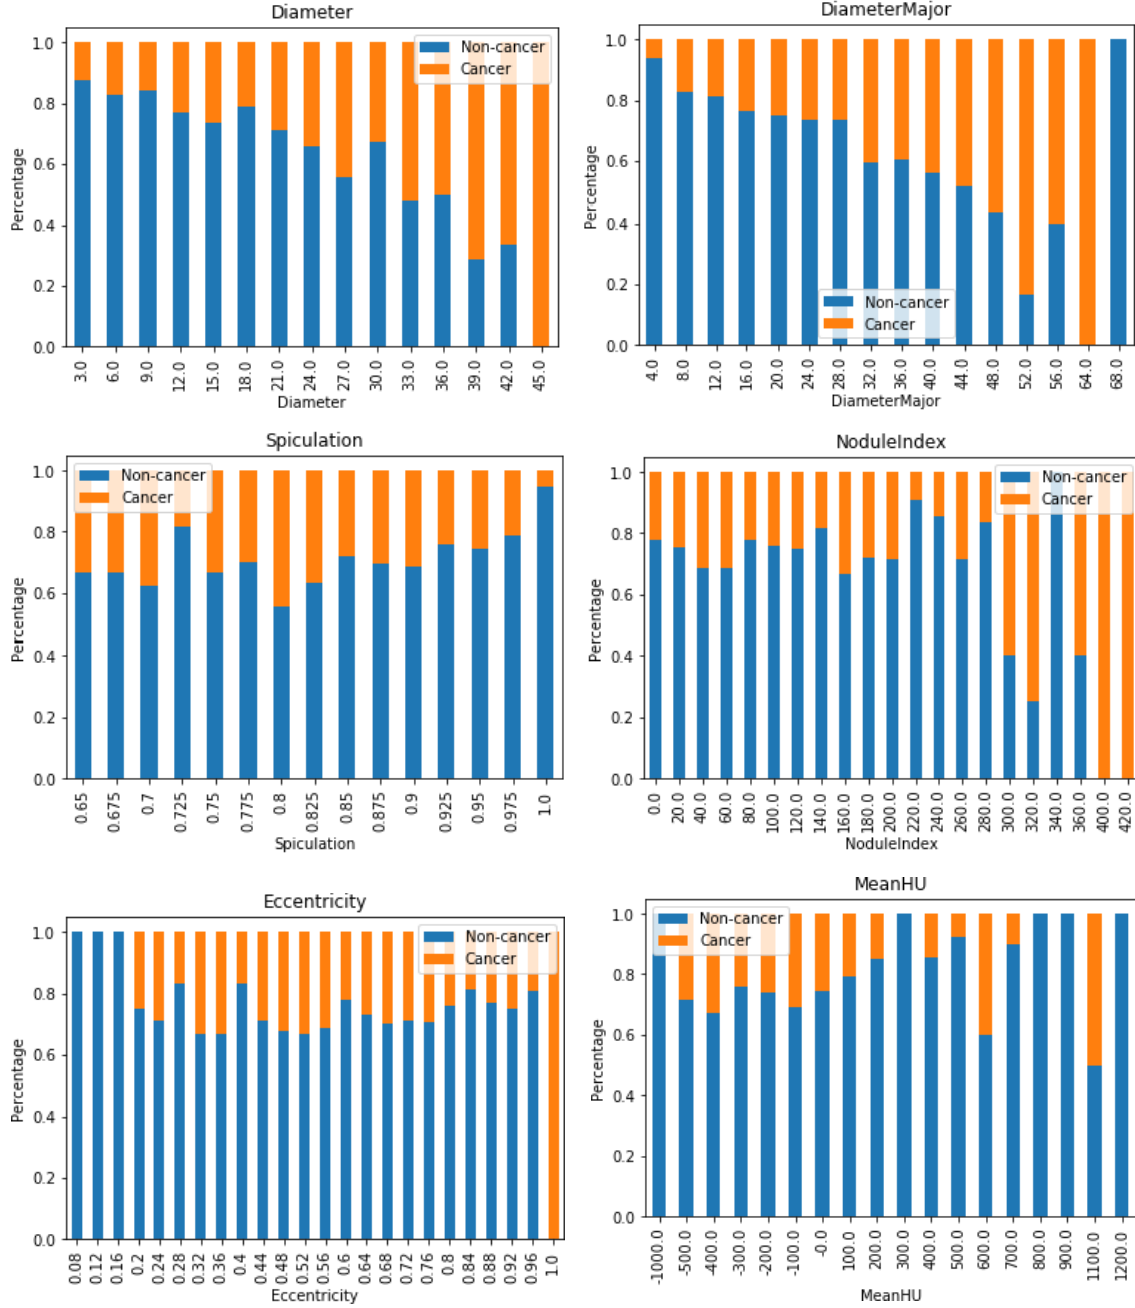 Diameter
1.0
0.8
0.6
0.4
0.2
0.0
Percentage
Non-cancer
Cancer
3.0 6.0 9.0 12.0 15.0 18.0 21.0 24.0 27.0 30.0 33.0 36.0 39.0 42.0 45.0
Diameter
DiameterMajor
1.0
0.8
0.6
0.4
0.2
0.0
Percentage
Non-cancer
Cancer
4.0 8.0 12.0 16.0 20.0 24.0 28.0 32.0 36.0 40.0 44.0 48.0 52.0 56.0 64.0 68.0
DiameterMajor
Spiculation
1.0
0.8
0.6
0.4
0.2
0.0
Percentage
Non-cancer
Cancer
0.65 0.675 0.7 0.725 0.75 0.775 0.8 0.825 0.85 0.875 0.9 0.925 0.95 0.975 1.0
Spiculation
NoduleIndex
1.0
0.8
0.6
0.4
0.2
0.0
Percentage
Non-cancer
Cancer
0.0 20.0 40.0 60.0 80.0 100.0 120.0 140.0 160.0 180.0 200.0 220.0 240.0 260.0 280.0 300.0 320.0 340.0 360.0 400.0 420.0
NoduleIndex
Eccentricity
1.0
0.8
0.6
0.4
0.2
0.0
Percentage
Non-cancer
Cancer
0.08 0.12 0.16 0.2 0.24 0.28 0.32 0.36 0.4 0.44 0.48 0.52 0.56 0.6 0.64 0.68 0.72 0.76 0.8 0.84 0.88 0.92 0.96 1.0
Eccentricity
MeanHU
1.0
0.8
0.6
0.4
0.2
0.0
Percentage
Non-cancer
Cancer
-1000.0 -500.0 -400.0 -300.0 -200.0 -100.0 -0.0 100.0 200.0 300.0 400.0 500.0 600.0 700.0 800.0 900.0 1100.0 1200.0
MeanHU